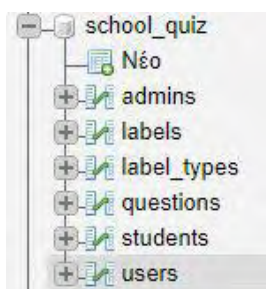 school_quiz
Νέο
admins
labels
label_types
questions
students
users